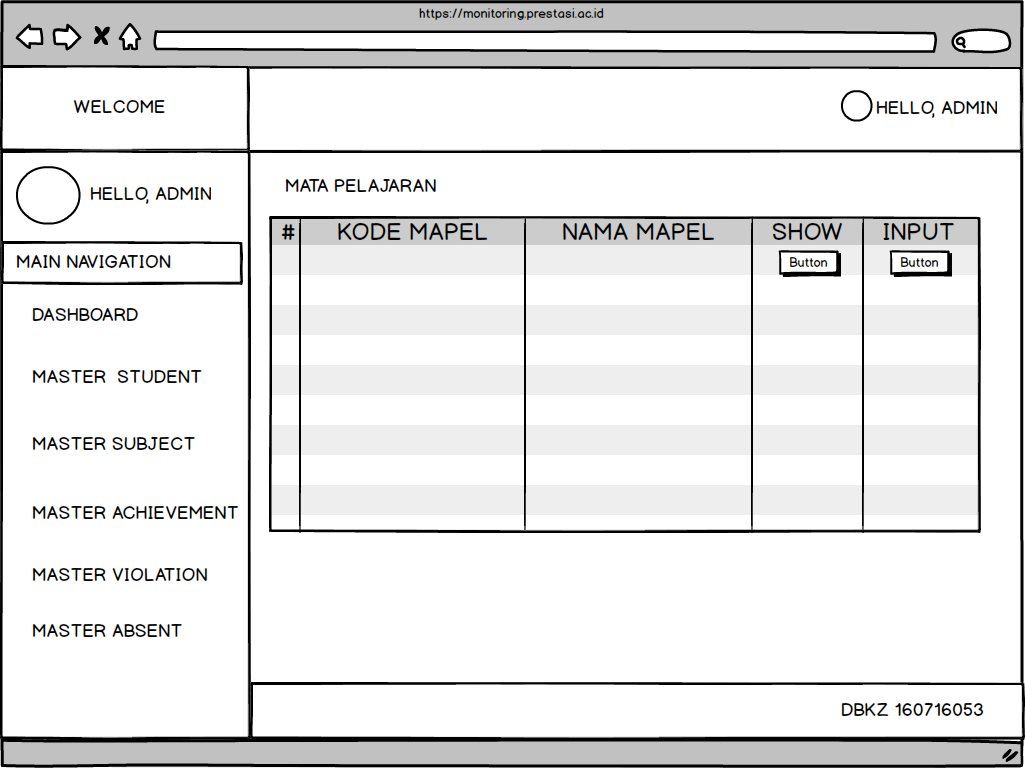 https://monitoring.prestasi.ac.id
WELCOME
HELLO, ADMIN
HELLO, ADMIN
MAIN NAVIGATION
DASHBOARD
MASTER  STUDENT
MASTER SUBJECT
MASTER ACHIEVEMENT
MASTER VIOLATION
MASTER ABSENT
MATA PELAJARAN
# KODE MAPEL NAMA MAPEL SHOW INPUT
Button Button
DBKZ 160716053